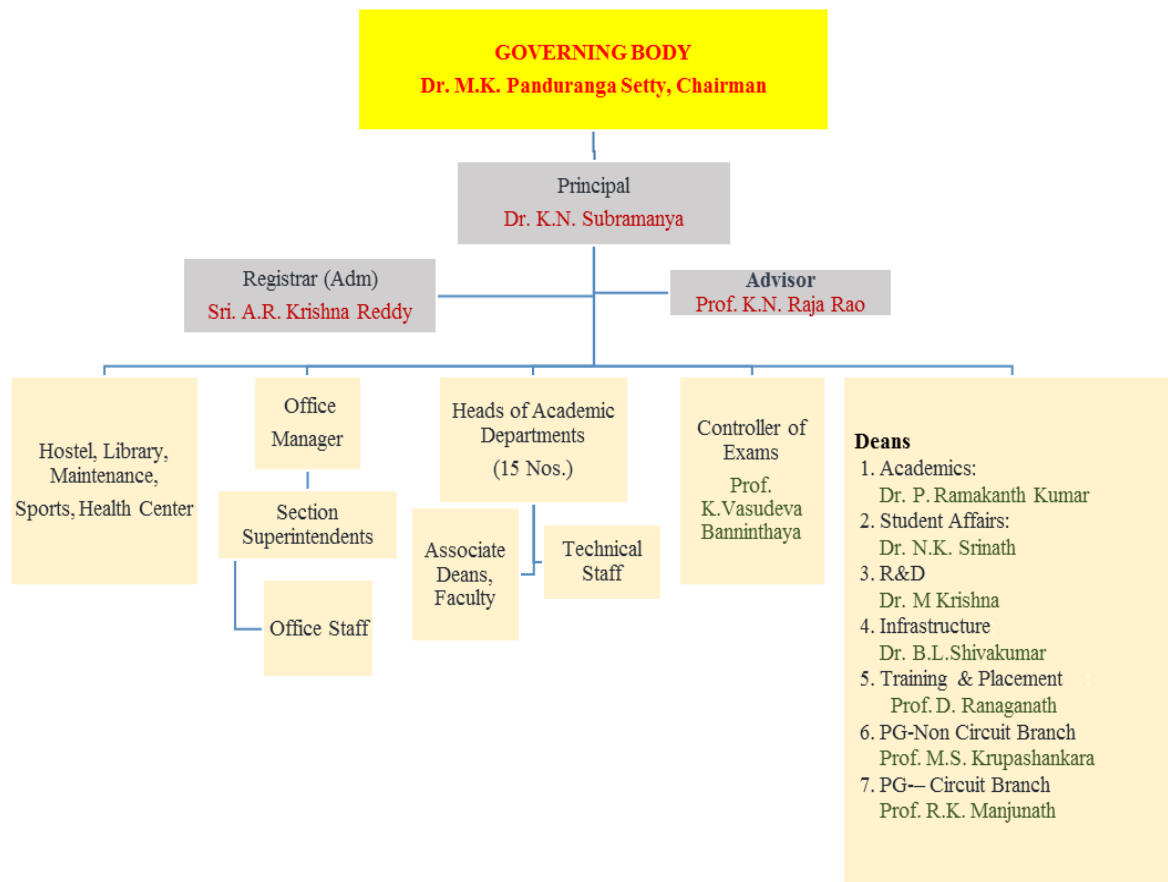 GOVERNING BODY
Dr. M.K. Panduranga Setty, Chairman
Principal
Dr. K.N. Subramanya
Registrar (Adm)
Sri. A.R. Krishna Reddy
Advisor
Prof. K.N. Raja Rao
Hostel, Library,
Maintenance,
Sports, Health Center
Office
Manager
Section
Superintendents
Office Staff
Heads of Academic
Departments
(15 Nos.)
Associate
Deans,
Faculty
Technical
Staff
Controller of
Exams
Prof.
K.Vasudeva
Banninthaya
Deans
1. Academics:
Dr. P. Ramakanth Kumar
2. Student Affairs:
Dr. N.K. Srinath
3. R&D
Dr. M Krishna
4. Infrastructure
Dr. B.L.Shivakumar
5. Training & Placement :
Prof. D. Ranaganath
6. PG-Non Circuit Branch
Prof. M.S. Krupashankara
7. PG-– Circuit Branch
Prof. R.K. Manjunath